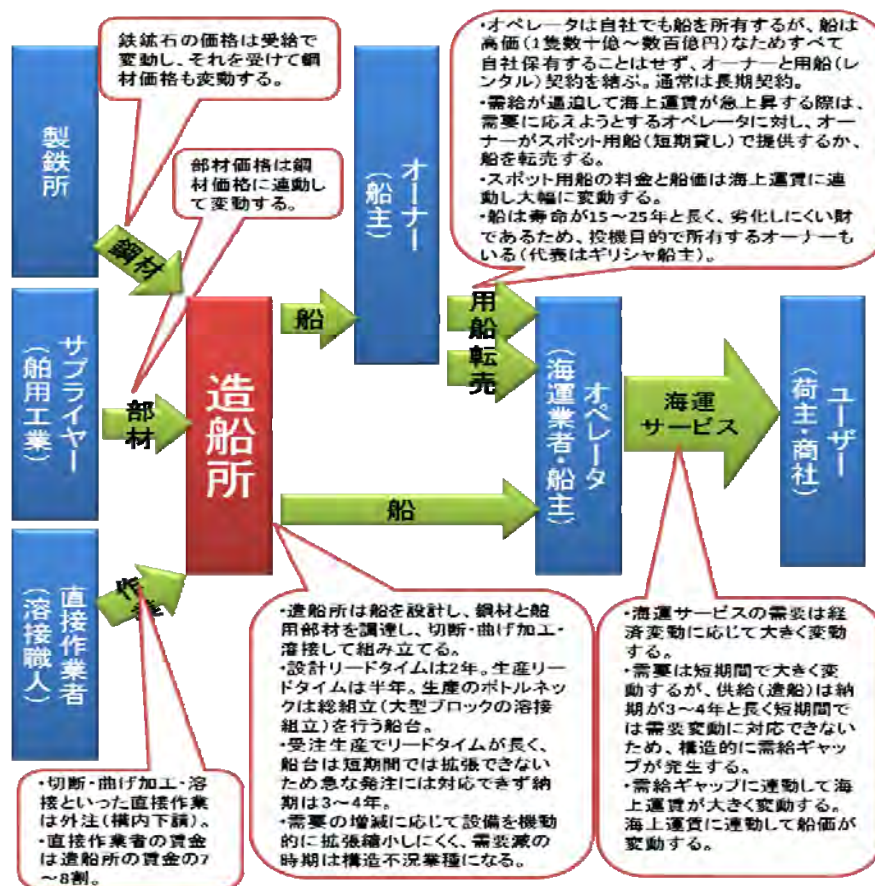 鉄鉱石の価格は受給で
変動し、それを受けて鋼
材価格も変動する。
・オペレータは自社でも船を所有するが、船は
高価（1隻数十億～数百億円）なためすべて
自社保有することはせず、オーナーと用船（レ
ンタル）契約を結ぶ。通常は長期契約。
・需給が逼迫して海上運賃が急上昇する際は、
需要に応えようとするオペレータに対し、オー
ナーがスポット用船（短期貸し）で提供するか、
船を転売する。
・スポット用船の料金と船価は海上運賃に連
動し大幅に変動する。
・船は寿命が15～25年と長く、劣化しにくい財
であるため、投機目的で所有するオーナーも
いる（代表はギリシャ船主）。
製鉄所
部材価格は鋼
材価格に連動し
て変動する。
オーナー
（船主）
鋼材
船
用船
転売
サプライヤー
（舶用工業）
部材
造船所
オペレータ
（海運業者・船主）
海運
サービス
ユーザー
（荷主・商社）
船
直接作業者
（溶接職人）
作業
・切断・曲げ加工・溶
接といった直接作業
は外注（構内下請）。
・直接作業者の賃金
は造船所の賃金の7
～8割。
・造船所は船を設計し、鋼材と舶
用部材を調達し、切断・曲げ加工・
溶接して組み立てる。
・設計リードタイムは2年。生産リー
ドタイムは半年。生産のボトルネッ
クは総組立（大型ブロックの溶接
組立）を行う船台。
・受注生産でリードタイムが長く、
船台は短期間では拡張できない
ため急な発注には対応できず納
期は3～4年。
・需要の増減に応じて設備を機動
的に拡張縮小しにくく、需要減の
時期は構造不況業種になる。
・海運サービスの需要は経
済変動に応じて大きく変動
する。
・需要は短期間で大きく変
動するが、供給（造船）は納
期が3～4年と長く短期間で
は需要変動に対応できない
ため、構造的に需給ギャッ
プが発生する。
・需給ギャップに連動して海
上運賃が大きく変動する。
海上運賃に連動して船価が
変動する。